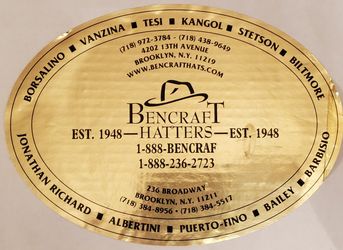 BORSALINO ■ VANZINA ■ TESI ■ KANGOL ■ STETSON ■ BILTMORE
(718) 972-3784 - (718) 438-9649
4202 13TH AVENUE
BROOKLYN, N.Y. 11219
WWW.BENCRAFTHATS.COM
BENCRAFT
EST. 1948—HATTERS—EST. 1948
1-888-BENCRAF
1-888-236-2723
236 BROADWAY
BROOKLYN, N.Y. 11211
(718) 384-8956 • (718) 384-5517
JONATHAN RICHARD ■ ALBERTINI ■ PUERTO-FINO ■ BAILEY ■ BARBISIO